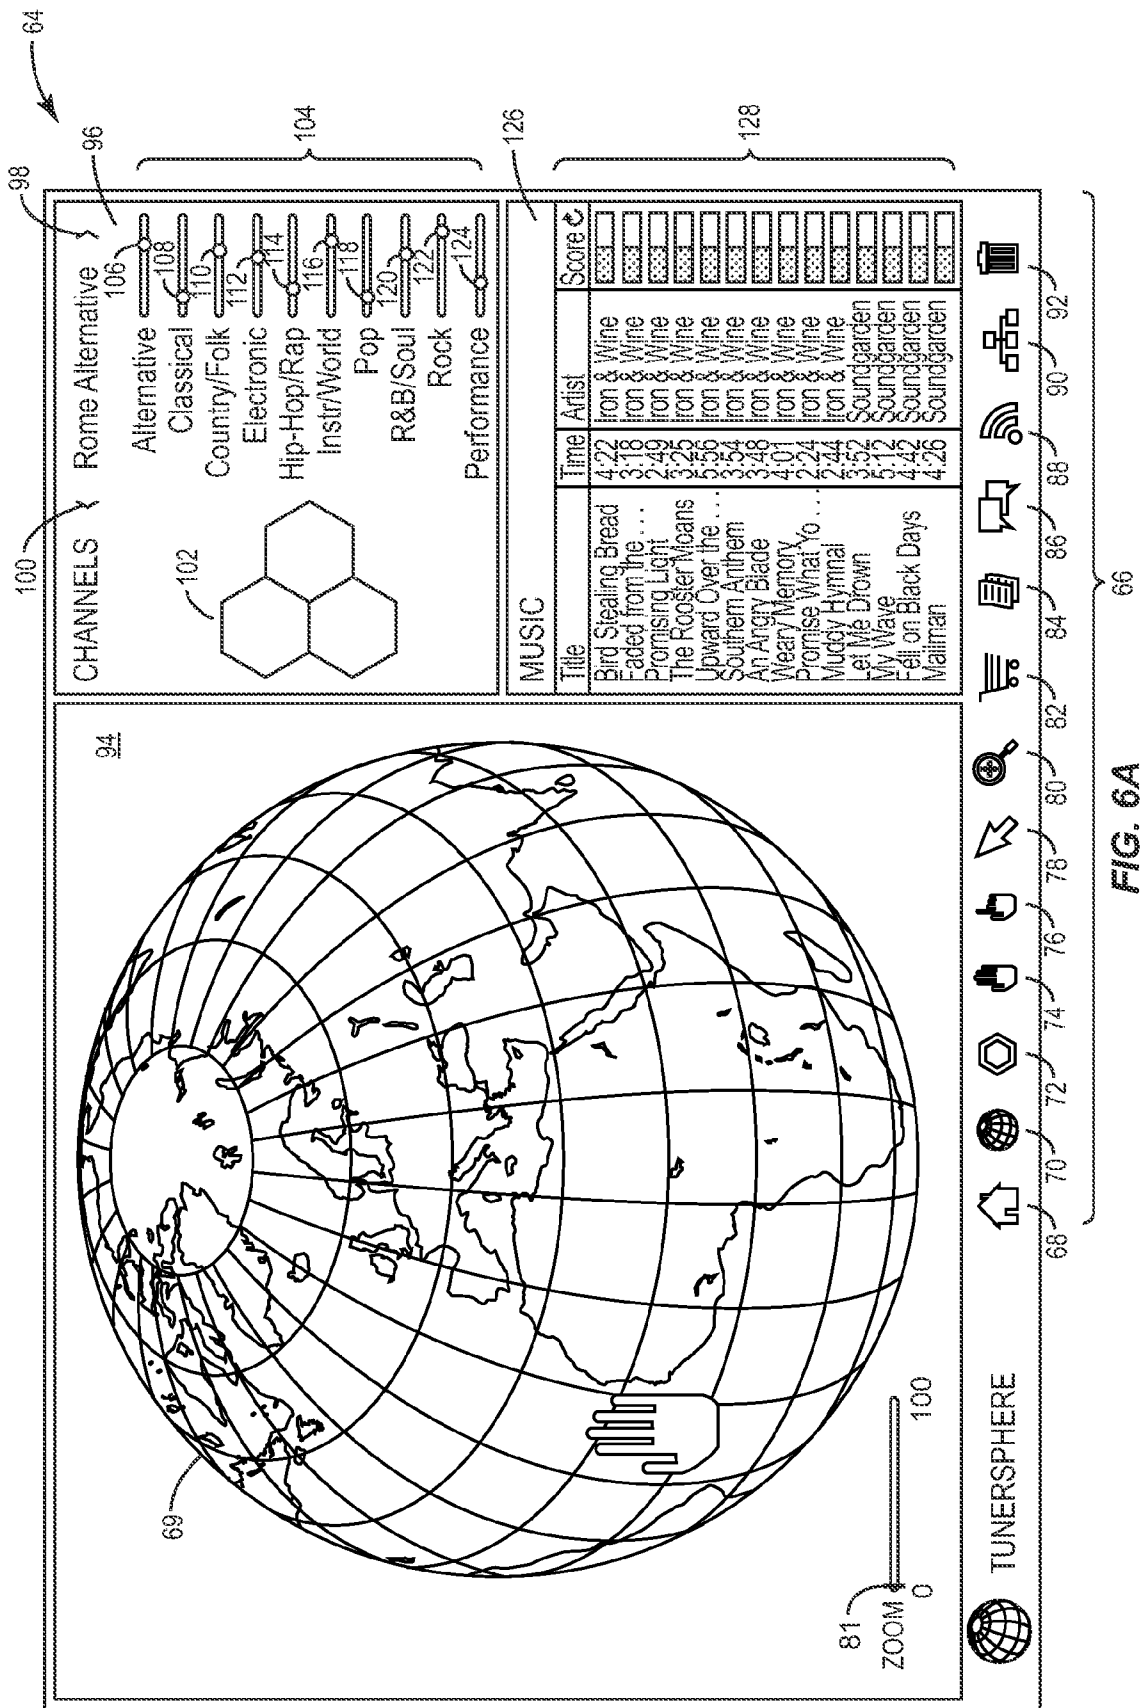 64
98
96
100
CHANNELS
Rome Alternative
102
104
Alternative 106
Classical 108
Country/Folk 110
Electronic 112
Hip-Hop/Rap 114
Instr/World 116
Pop 118
R&B/Soul 120
Rock 122
Performance 124
MUSIC
126
128
Title Time Artist Score
Bird Stealing Bread 4:22 Iron & Wine
Faded from the ... 3:18 Iron & Wine
Promising Light 2:49 Iron & Wine
The Rooster Moans 3:25 Iron & Wine
Upward Over the ... 5:56 Iron & Wine
Southern Anthem 3:54 Iron & Wine
An Angry Blade 3:48 Iron & Wine
Weary Memory 4:01 Iron & Wine
Promise What Yo ... 2:24 Iron & Wine
Muddy Hymnal 2:44 Iron & Wine
Let Me Drown 3:52 Soundgarden
My Wave 5:12 Soundgarden
Fell on Black Days 4:42 Soundgarden
Mailman 4:26 Soundgarden
94
69
81
ZOOM
0 100
TUNERSPHERE
68 70 72 74 76 78 80 82 84 86 88 90 92
66
FIG. 6A